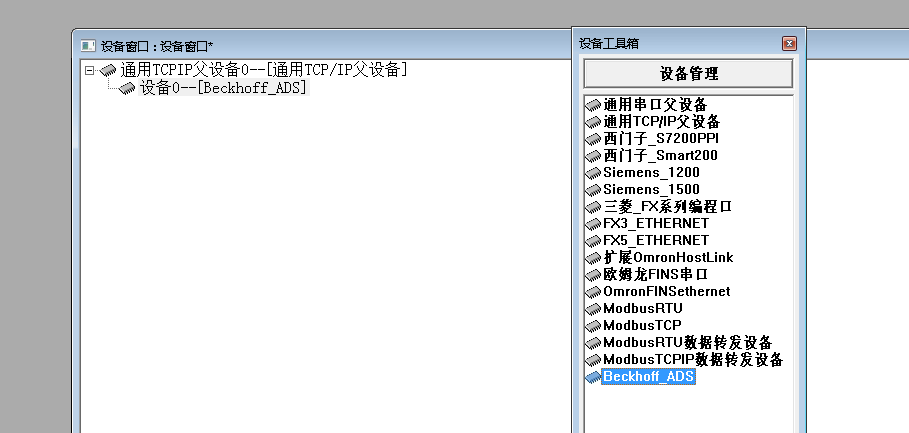 设备窗口 : 设备窗口*
通用TCPIP父设备0--[通用TCP/IP父设备]
设备0--[Beckhoff_ADS]
设备工具箱
设备管理
通用串口父设备
通用TCP/IP父设备
西门子_S7200PPI
西门子_Smart200
Siemens_1200
Siemens_1500
三菱_FX系列编程口
FX3_ETHERNET
FX5_ETHERNET
扩展OmronHostLink
欧姆龙FINS串口
OmronFINSethernet
ModbusRTU
ModbusTCP
ModbusRTU数据转发设备
ModbusTCPIP数据转发设备
Beckhoff_ADS